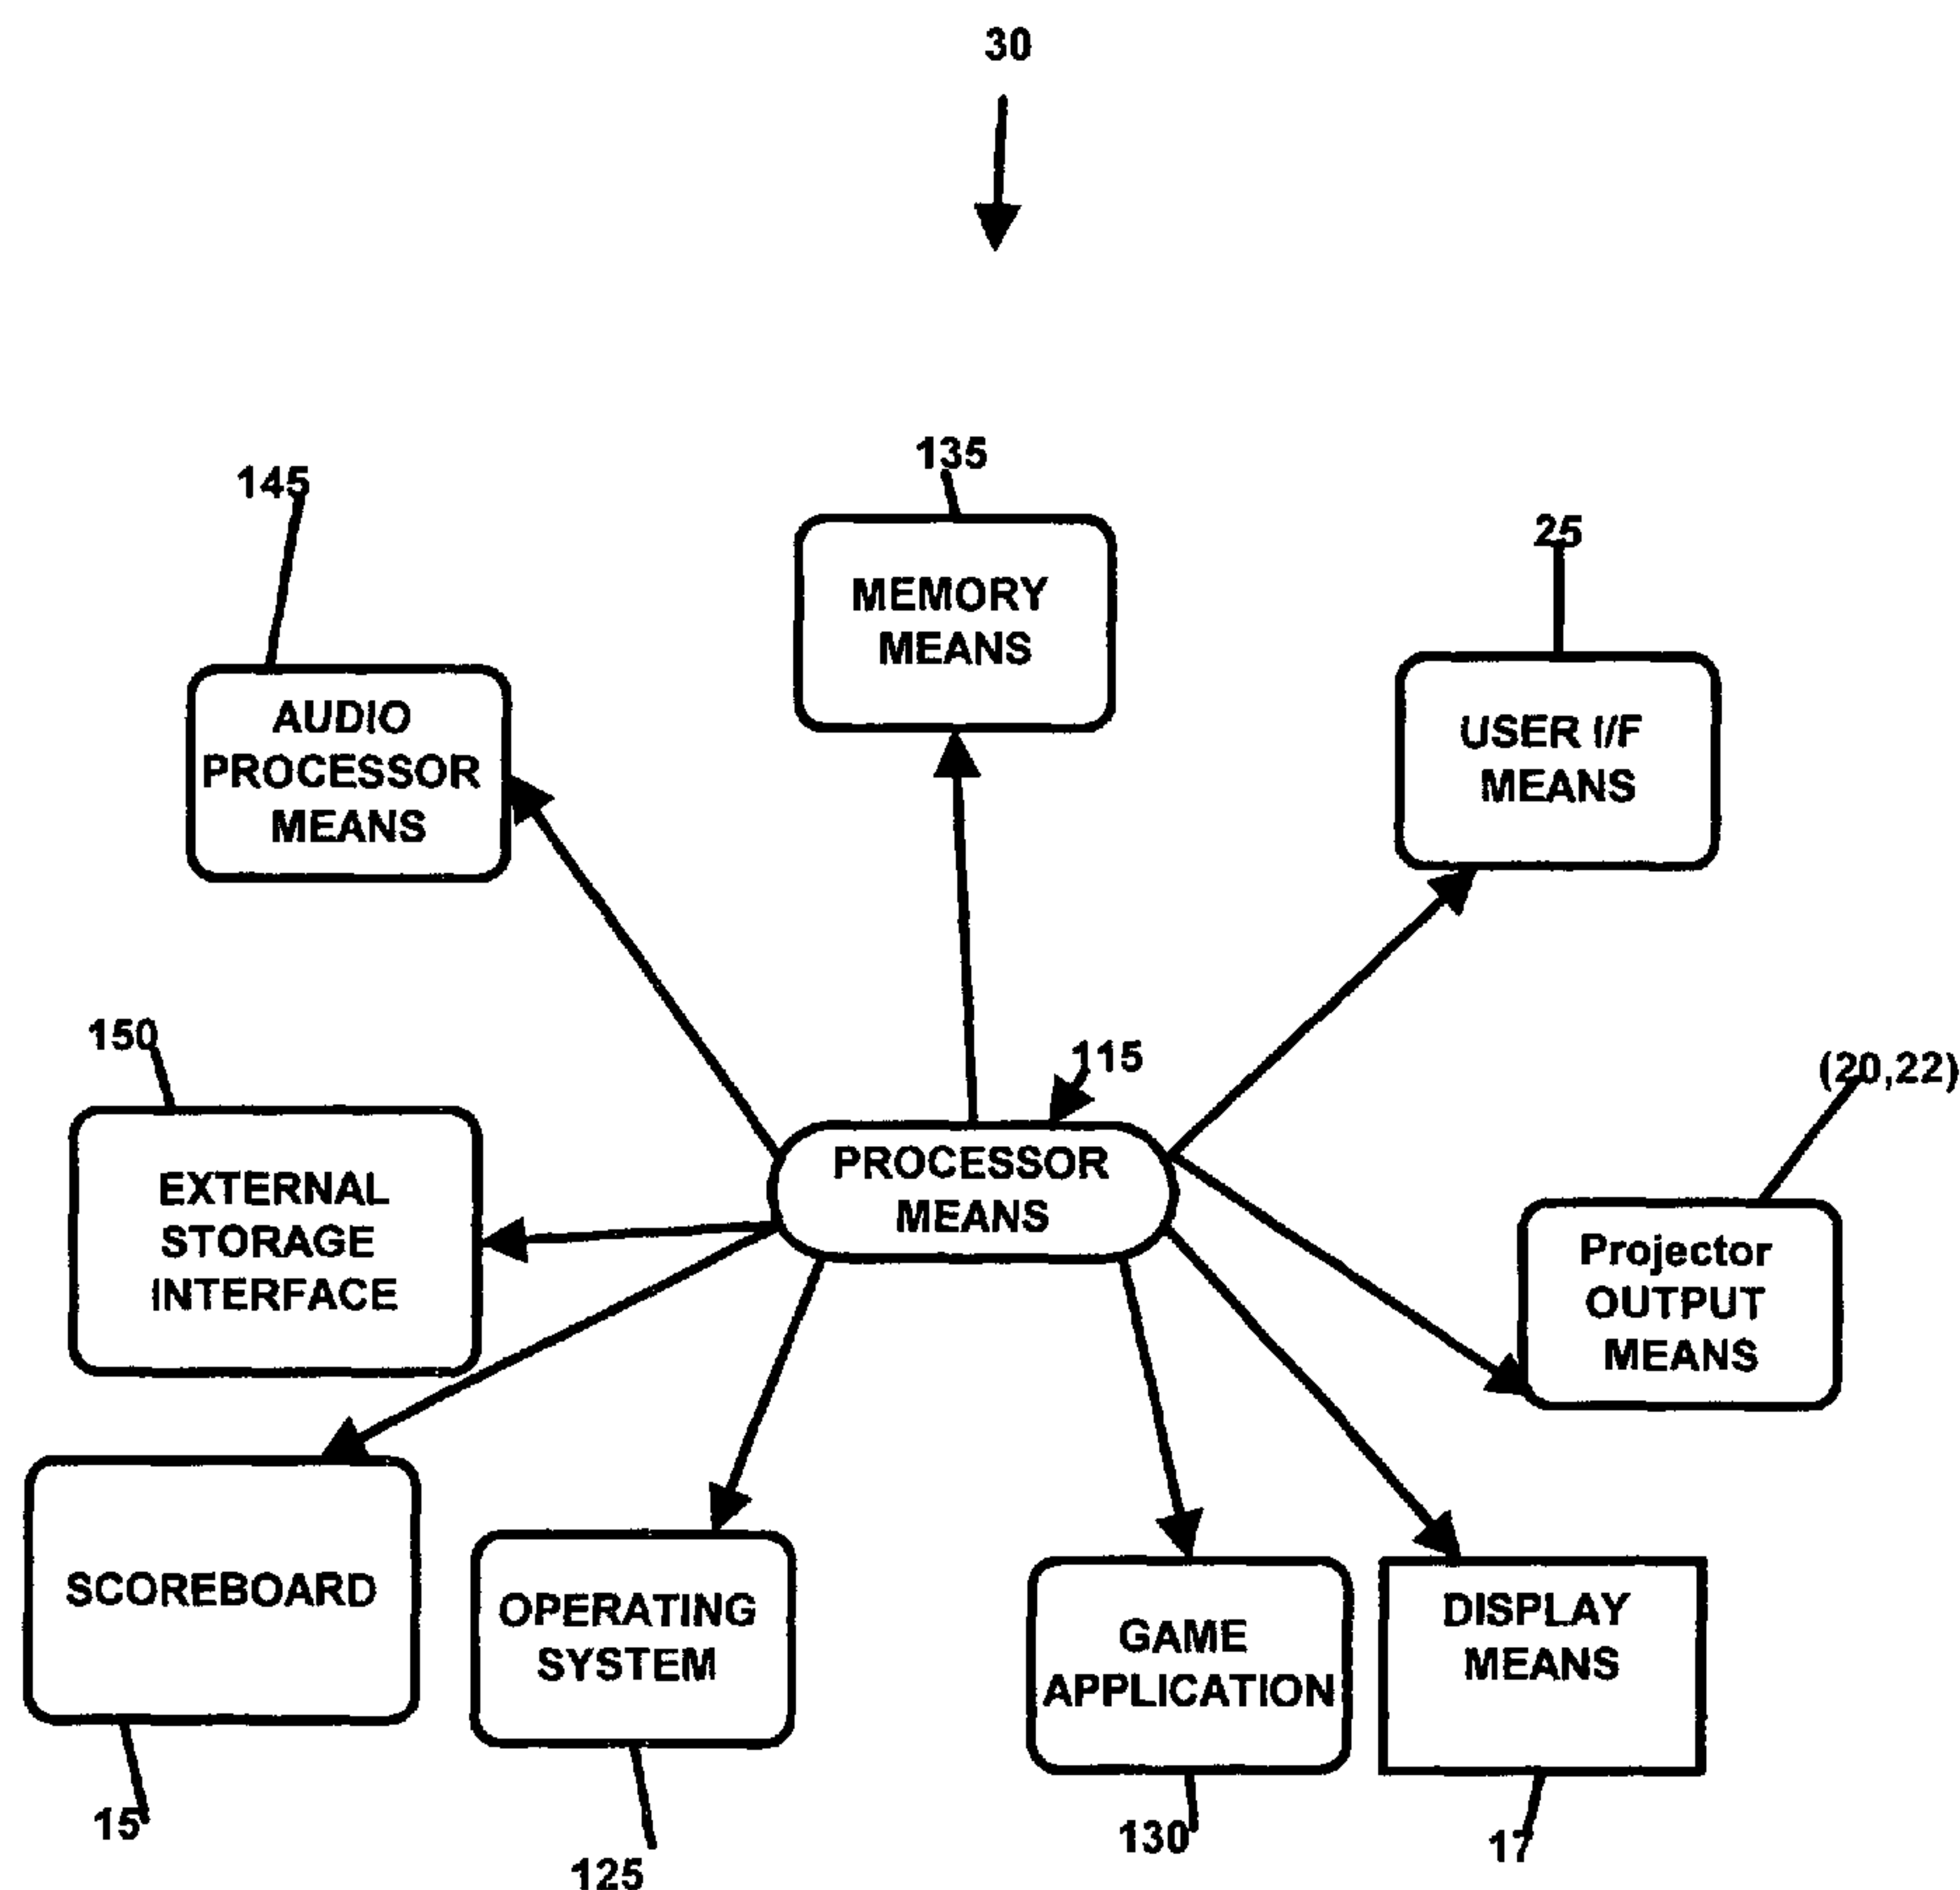 30
135
145
25
MEMORY
MEANS
AUDIO
PROCESSOR
MEANS
USER I/F
MEANS
150
115
(20,22)
PROCESSOR
MEANS
EXTERNAL
STORAGE
INTERFACE
Projector
OUTPUT
MEANS
SCOREBOARD
OPERATING
SYSTEM
GAME
APPLICATION
DISPLAY
MEANS
15
125
130
17